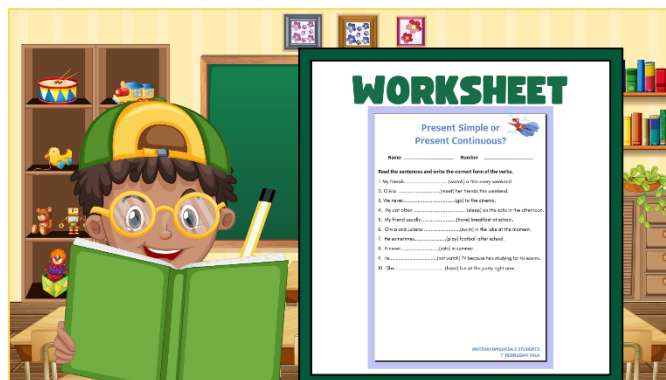 WORKSHEET
Present Simple or
Present Continuous?
Name: Number
Read the sentences and write the correct form of the verbs.
1. My friends....................(watch) a film every weekend.
2. Olivia ....................(meet) her friends this weekend.
3. We never....................(go) to the cinema.
4. My cat often ....................(sleep) on the sofa in the afternoon.
5. My friend usually....................(have) breakfast at school.
6. Olivia and Juliana ....................(swim) in the lake at the moment.
7. He sometimes....................(play) football after school.
8. It never....................(rain) in summer.
9. He....................(not watch) TV because he's studying for his exams.
10. She....................(have) fun at the party right now.
3 STUDENTS